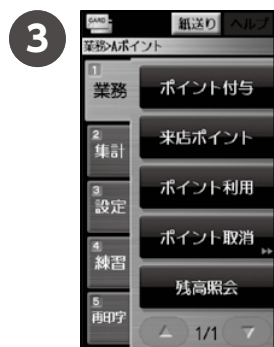 3
CARD
紙送り ヘルプ
業務>Aポイント
1
業務
ポイント付与
2
集計
来店ポイント
3
設定
ポイント利用
4
練習
ポイント取消
5
再印字
残高照会
1/1